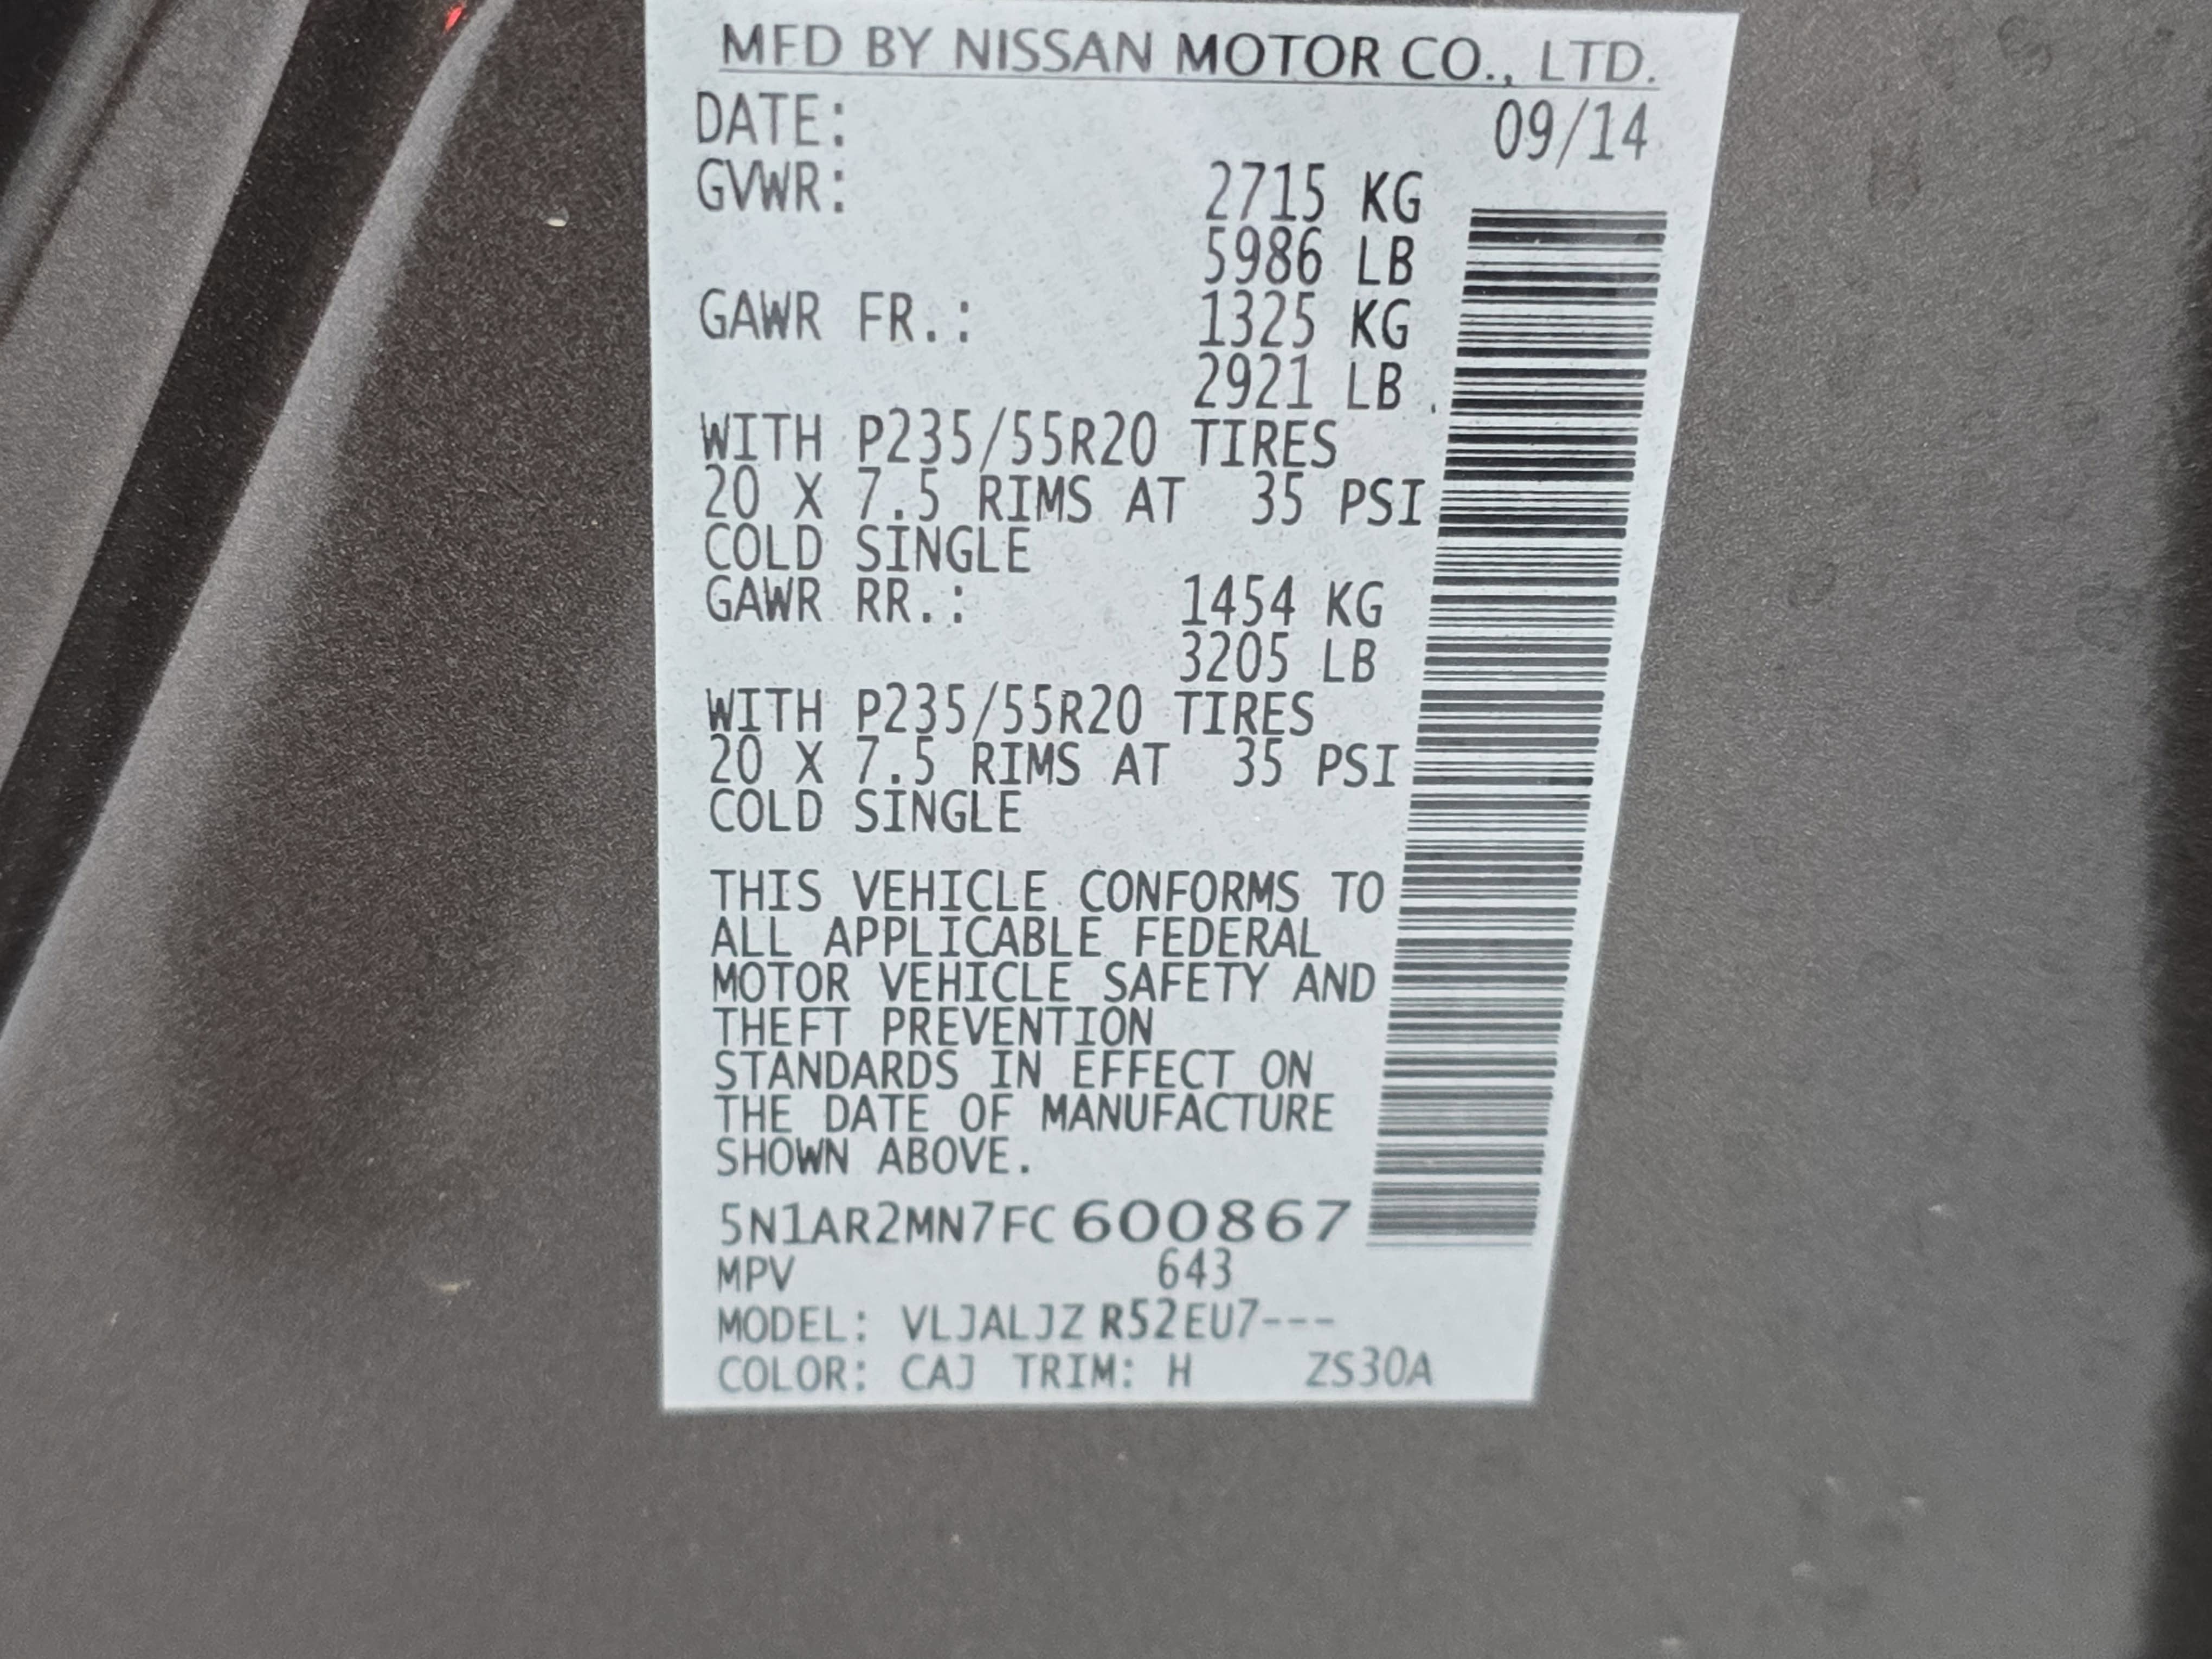 MFD BY NISSAN MOTOR CO., LTD.
DATE: 09/14
GVWR: 2715 KG
5986 LB
GAWR FR.: 1325 KG
2921 LB
WITH P235/55R20 TIRES
20 X 7.5 RIMS AT 35 PSI
COLD SINGLE
GAWR RR.: 1454 KG
3205 LB
WITH P235/55R20 TIRES
20 X 7.5 RIMS AT 35 PSI
COLD SINGLE
THIS VEHICLE CONFORMS TO
ALL APPLICABLE FEDERAL
MOTOR VEHICLE SAFETY AND
THEFT PREVENTION
STANDARDS IN EFFECT ON
THE DATE OF MANUFACTURE
SHOWN ABOVE.
5N1AR2MN7FC 600867
MPV 643
MODEL: VLJALJZ R52EU7---
COLOR: CAJ TRIM: H ZS30A